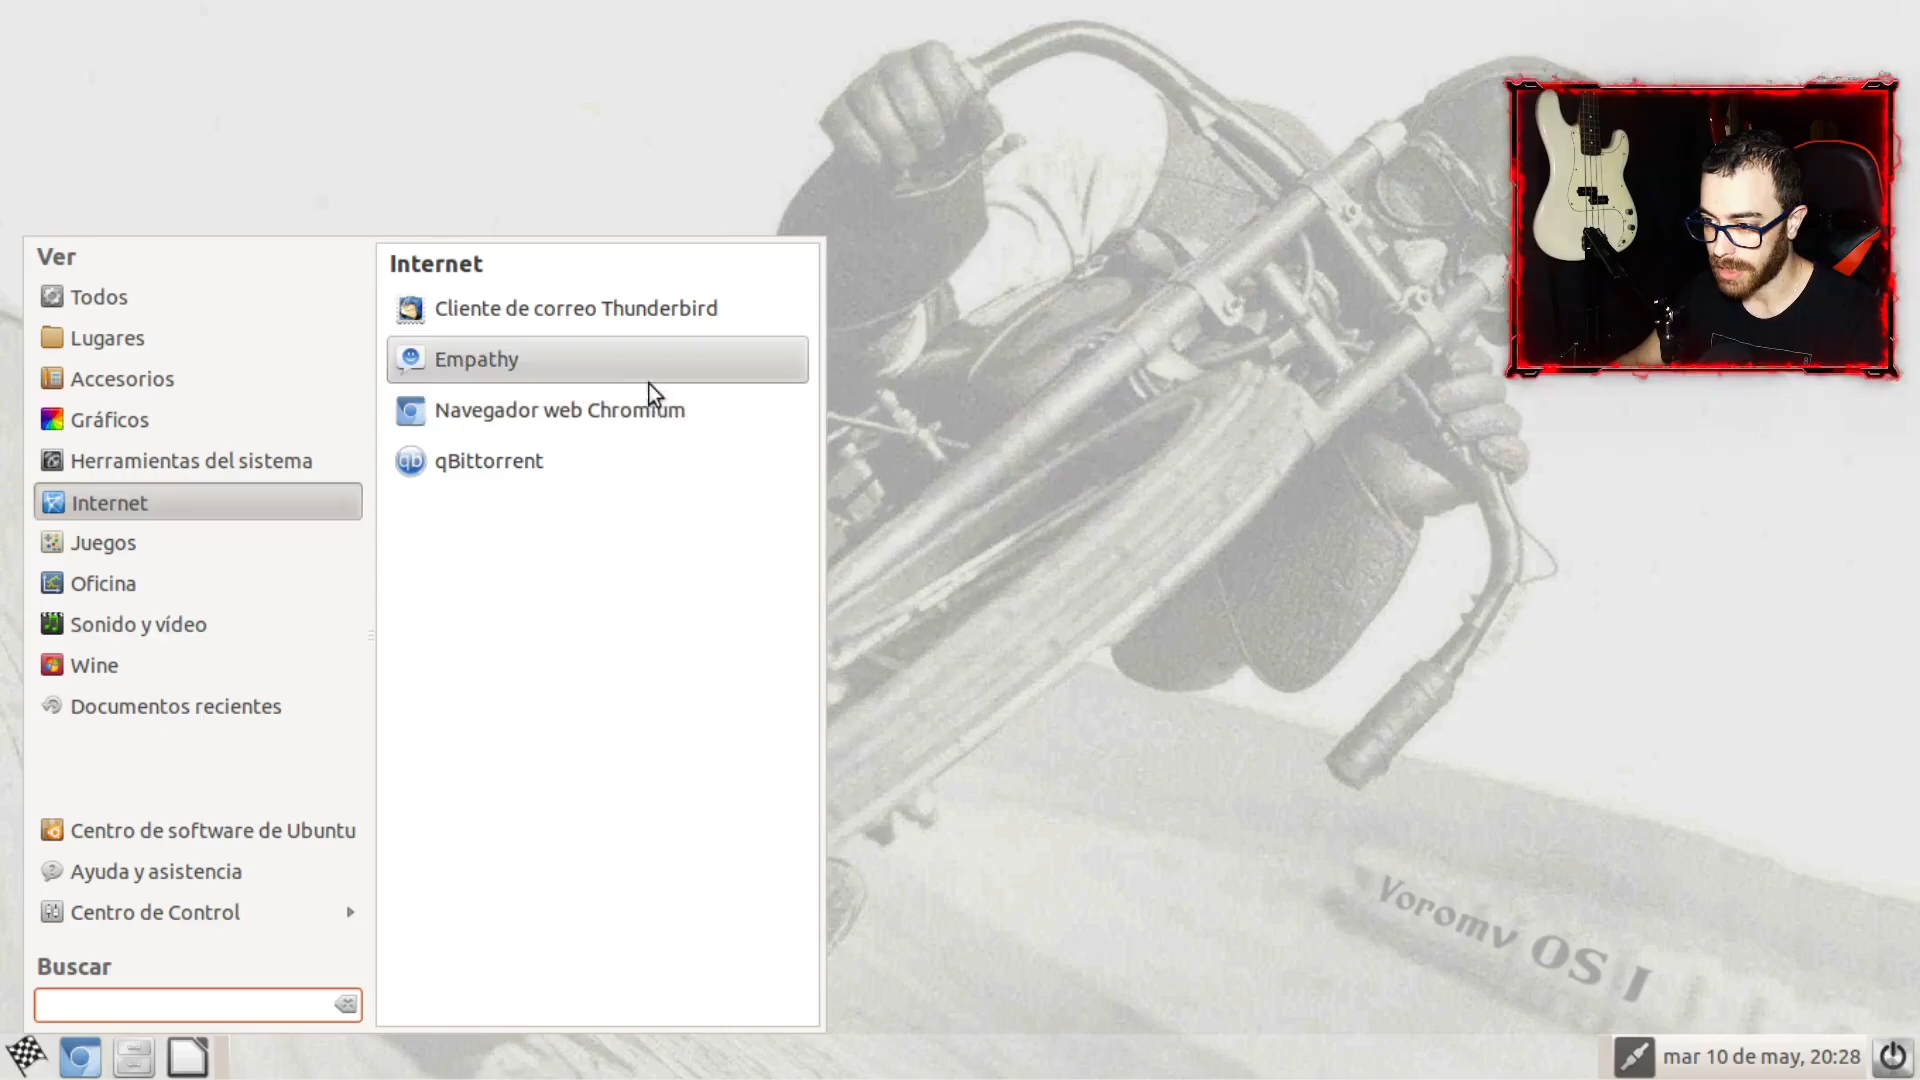 Ver
Todos
Lugares
Accesorios
Gráficos
Herramientas del sistema
Internet
Juegos
Oficina
Sonido y vídeo
Wine
Documentos recientes
Centro de software de Ubuntu
Ayuda y asistencia
Centro de Control
Buscar
Internet
Cliente de correo Thunderbird
Empathy
Navegador web Chromium
qb qBittorrent
Voromv OS I
mar 10 de may, 20:28